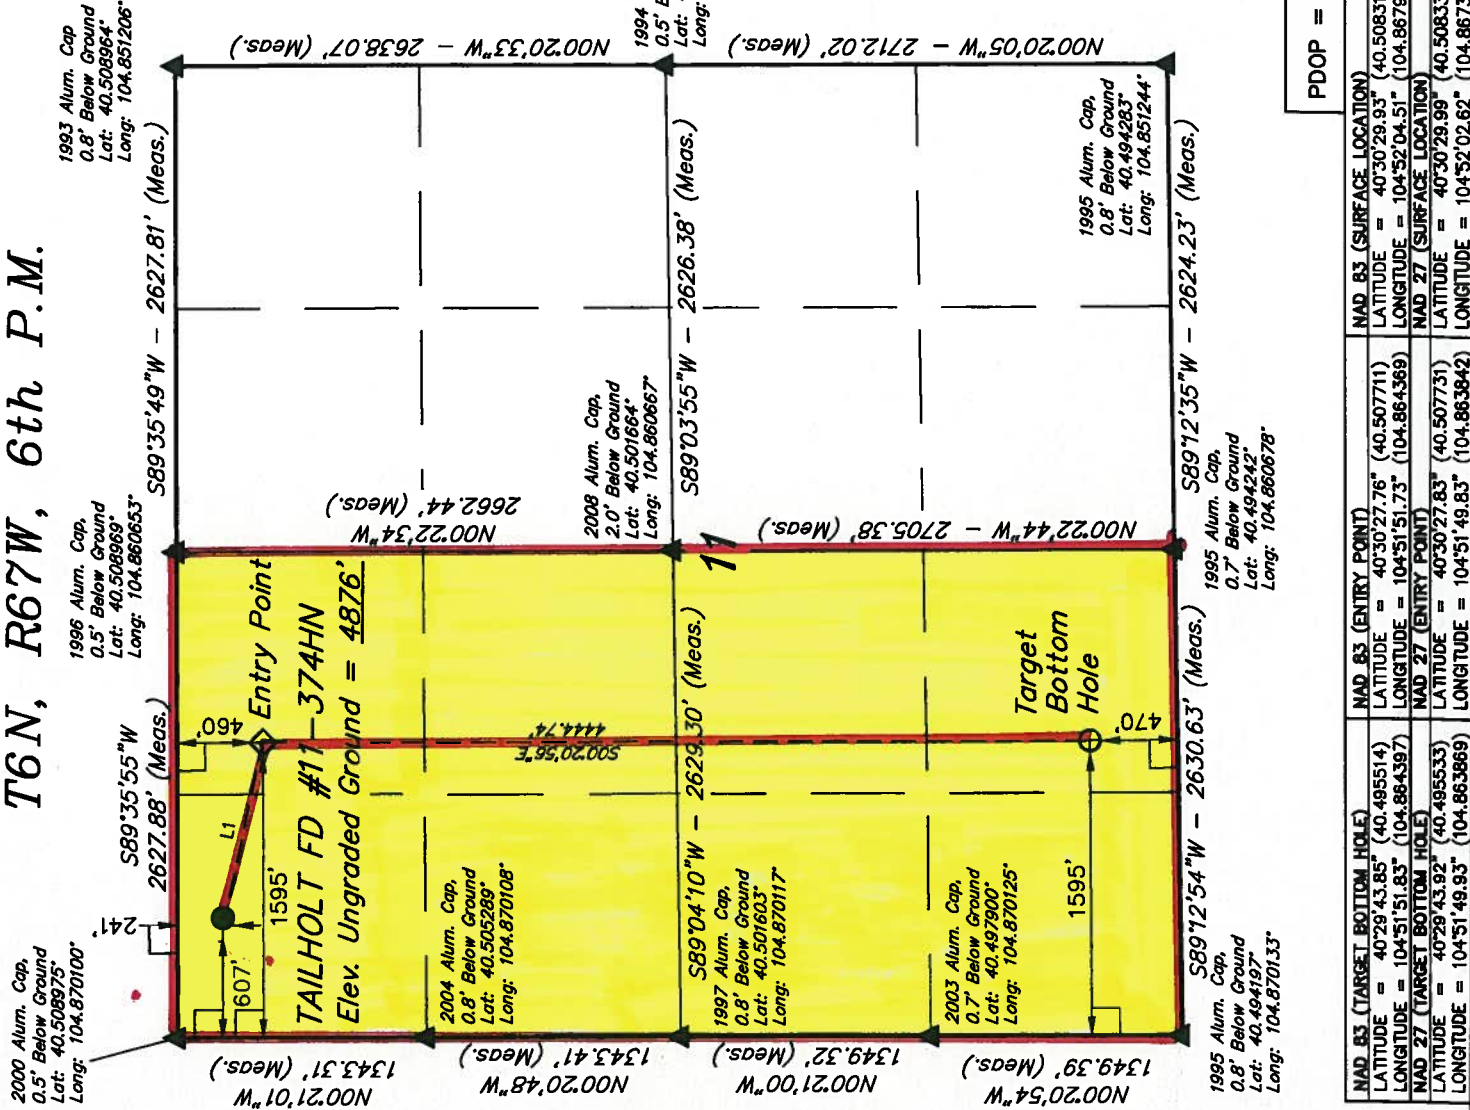 T6N, R67W, 6th P.M.
2000 Alum. Cap,
0.5' Below Ground
Lat: 40.508975°
Long: 104.870100°
S89°35'55"W
2627.88' (Meas.)
1996 Alum. Cap,
0.5' Below Ground
Lat: 40.508969°
Long: 104.860653°
S89°35'49"W - 2627.81' (Meas.)
1993 Alum. Cap
0.8' Below Ground
Lat: 40.508964°
Long: 104.851206°
241'
460'
607'
1595'
L1
Entry Point
TAILHOLT FD #11-374HN
Elev. Ungraded Ground = 4876'
N00°21'01"W
1343.31' (Meas.)
N00°22'34"W
2662.44' (Meas.)
N00°20'33"W - 2638.07' (Meas.)
2004 Alum. Cap,
0.8' Below Ground
Lat: 40.505289°
Long: 104.870108°
N00°20'48"W
1343.41' (Meas.)
S00°20'56"E
4444.74'
2008 Alum. Cap,
2.0' Below Ground
Lat: 40.501664°
Long: 104.860667°
1994
0.5'
Lat:
Long:
S89°04'10"W - 2629.30' (Meas.)
11
S89°03'55"W - 2626.38' (Meas.)
1997 Alum. Cap,
0.8' Below Ground
Lat: 40.501603°
Long: 104.870117°
N00°21'00"W
1349.32' (Meas.)
N00°22'44"W - 2705.38' (Meas.)
N00°20'05"W - 2712.02' (Meas.)
2003 Alum. Cap,
0.7' Below Ground
Lat: 40.497900°
Long: 104.870125°
N00°20'54"W
1349.39' (Meas.)
Target
Bottom
Hole
1595'
470'
1995 Alum. Cap,
0.8' Below Ground
Lat: 40.494283°
Long: 104.851244°
S89°12'54"W - 2630.63' (Meas.)
S89°12'35"W - 2624.23' (Meas.)
1995 Alum. Cap,
0.8' Below Ground
Lat: 40.494197°
Long: 104.870133°
1995 Alum. Cap,
0.7' Below Ground
Lat: 40.494242°
Long: 104.860678°
PDOP =
NAD 83 (TARGET BOTTOM HOLE)
LATITUDE = 40°29'43.85" (40.495514)
LONGITUDE = 104°51'51.83" (104.864397)
NAD 27 (TARGET BOTTOM HOLE)
LATITUDE = 40°29'43.92" (40.495533)
LONGITUDE = 104°51'49.93" (104.863869)
NAD 83 (ENTRY POINT)
LATITUDE = 40°30'27.76" (40.507711)
LONGITUDE = 104°51'51.73" (104.864369)
NAD 27 (ENTRY POINT)
LATITUDE = 40°30'27.83" (40.507731)
LONGITUDE = 104°51'49.83" (104.863842)
NAD 83 (SURFACE LOCATION)
LATITUDE = 40°30'29.93" (40.50831
LONGITUDE = 104°52'04.51" (104.8679
NAD 27 (SURFACE LOCATION)
LATITUDE = 40°30'29.99" (40.50833
LONGITUDE = 104°52'02.62" (104.8673